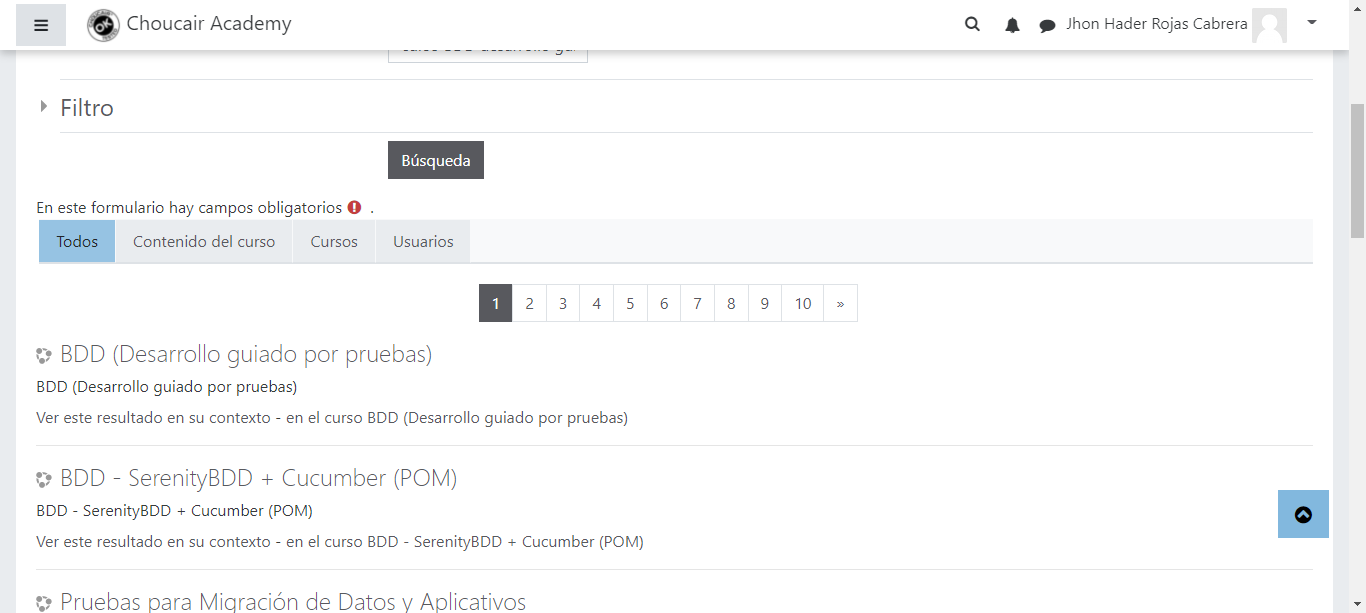 Choucair Academy
Jhon Hader Rojas Cabrera
Filtro
Búsqueda
En este formulario hay campos obligatorios .
Todos Contenido del curso Cursos Usuarios
1 2 3 4 5 6 7 8 9 10 »
BDD (Desarrollo guiado por pruebas)
BDD (Desarrollo guiado por pruebas)
Ver este resultado en su contexto - en el curso BDD (Desarrollo guiado por pruebas)
BDD - SerenityBDD + Cucumber (POM)
BDD - SerenityBDD + Cucumber (POM)
Ver este resultado en su contexto - en el curso BDD - SerenityBDD + Cucumber (POM)
Pruebas para Migración de Datos y Aplicativos